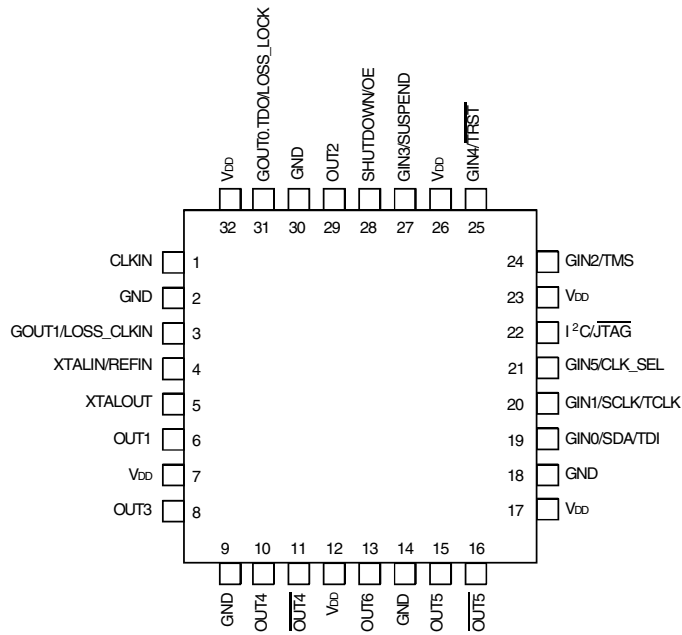 VDD
GOUT0.TDO/LOSS_LOCK
GND
OUT2
SHUTDOWN/OE
GIN3/SUSPEND
VDD
GIN4/TRST
32
31
30
29
28
27
26
25
CLKIN 1
GND 2
GOUT1/LOSS_CLKIN 3
XTALIN/REFIN 4
XTALOUT 5
OUT1 6
VDD 7
OUT3 8
24 GIN2/TMS
23 VDD
22 I²C/JTAG
21 GIN5/CLK_SEL
20 GIN1/SCLK/TCLK
19 GIN0/SDA/TDI
18 GND
17 VDD
9
10
11
12
13
14
15
16
GND
OUT4
OUT4
VDD
OUT6
GND
OUT5
OUT5